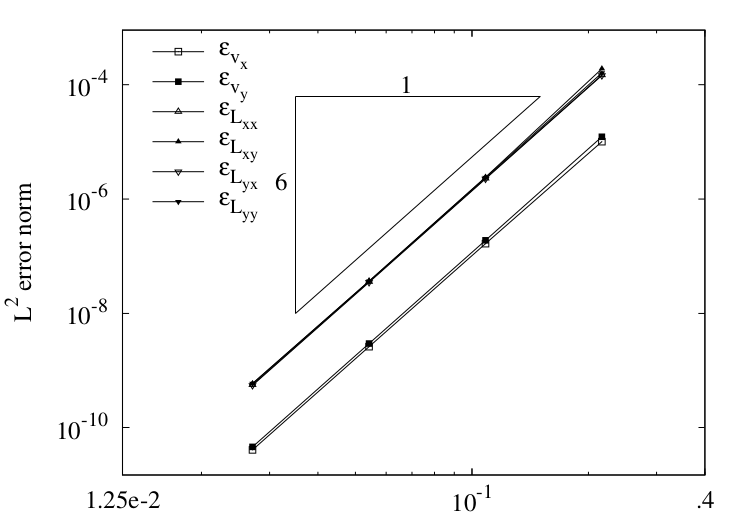 ε_{v_x}
ε_{v_y}
ε_{L_{xx}}
ε_{L_{xy}}
ε_{L_{yx}}
ε_{L_{yy}}
1
6
10^{-4}
10^{-6}
10^{-8}
10^{-10}
L^2 error norm
1.25e-2 10^{-1} .4